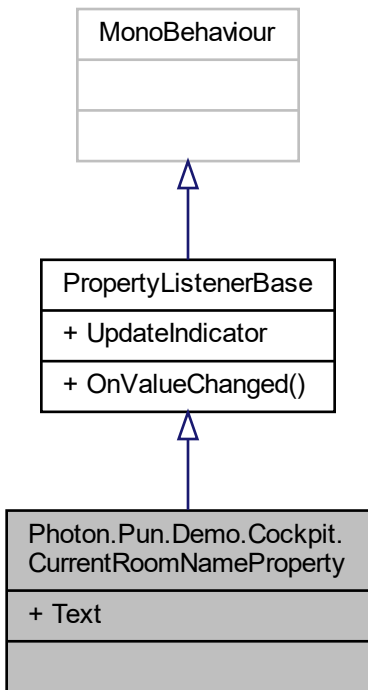 MonoBehaviour
PropertyListenerBase
+ UpdateIndicator
+ OnValueChanged()
Photon.Pun.Demo.Cockpit.
CurrentRoomNameProperty
+ Text